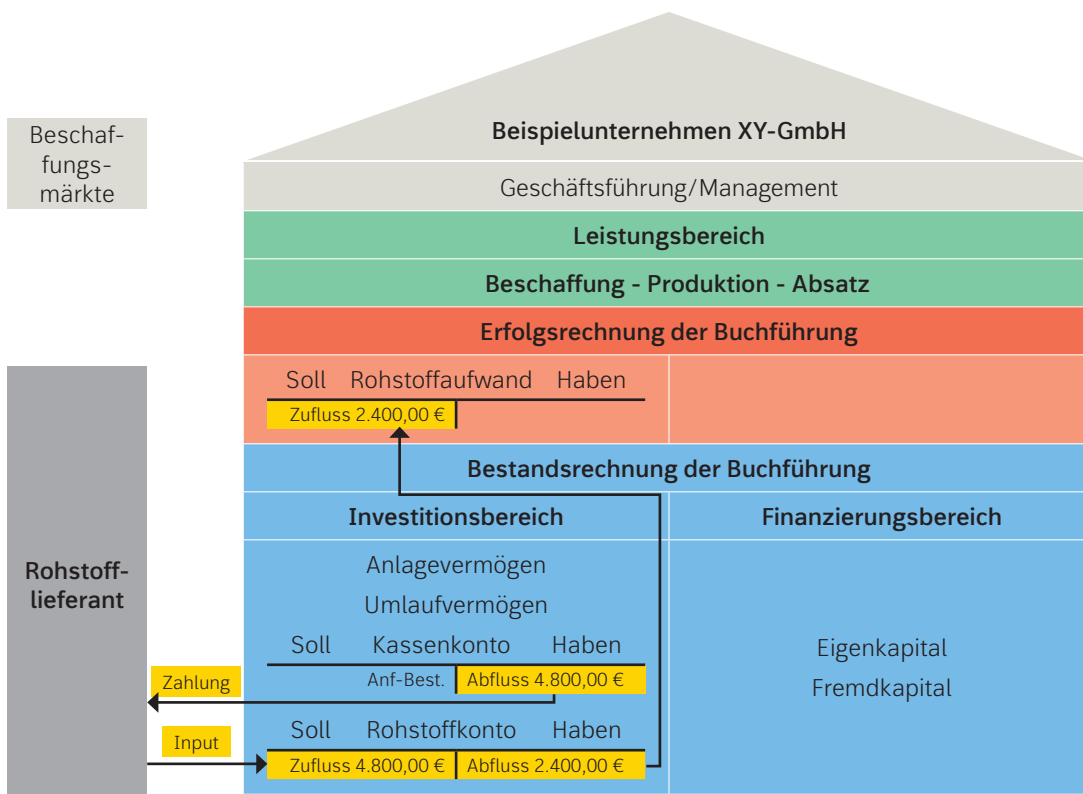 Beispielunternehmen XY-GmbH
Beschaf-
fungs-
märkte
Geschäftsführung/Management
Leistungsbereich
Beschaffung - Produktion - Absatz
Erfolgsrechnung der Buchführung
Soll Rohstoffaufwand Haben
Zufluss 2.400,00 €
Bestandsrechnung der Buchführung
Investitionsbereich
Finanzierungsbereich
Rohstoff-
lieferant
Anlagevermögen
Umlaufvermögen
Soll Kassenkonto Haben
Anf-Best. Abfluss 4.800,00 €
Eigenkapital
Fremdkapital
Zahlung
Input
Soll Rohstoffkonto Haben
Zufluss 4.800,00 € Abfluss 2.400,00 €